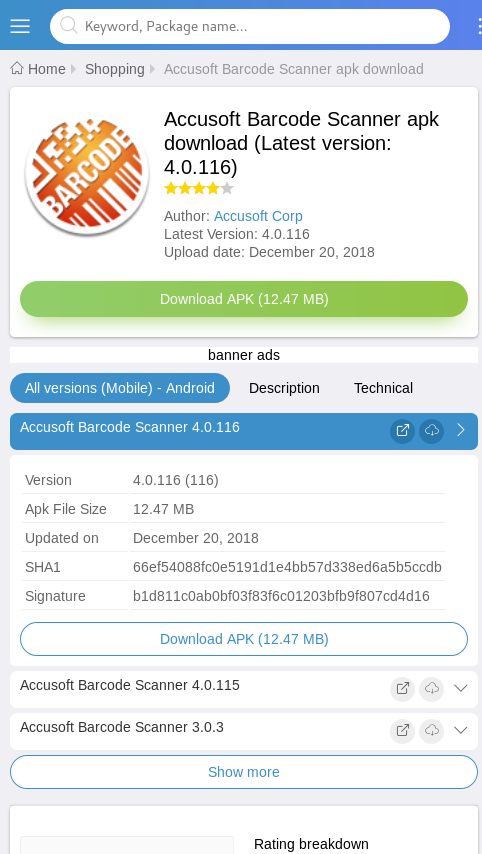 Keyword, Package name...
Home Shopping Accusoft Barcode Scanner apk download
BARCODE
Accusoft Barcode Scanner apk
download (Latest version:
4.0.116)
Author: Accusoft Corp
Latest Version: 4.0.116
Upload date: December 20, 2018
Download APK (12.47 MB)
banner ads
All versions (Mobile) - Android Description Technical
Accusoft Barcode Scanner 4.0.116
Version 4.0.116 (116)
Apk File Size 12.47 MB
Updated on December 20, 2018
SHA1 66ef54088fc0e5191d1e4bb57d338ed6a5b5ccdb
Signature b1d811c0ab0bf03f83f6c01203bfb9f807cd4d16
Download APK (12.47 MB)
Accusoft Barcode Scanner 4.0.115
Accusoft Barcode Scanner 3.0.3
Show more
Rating breakdown